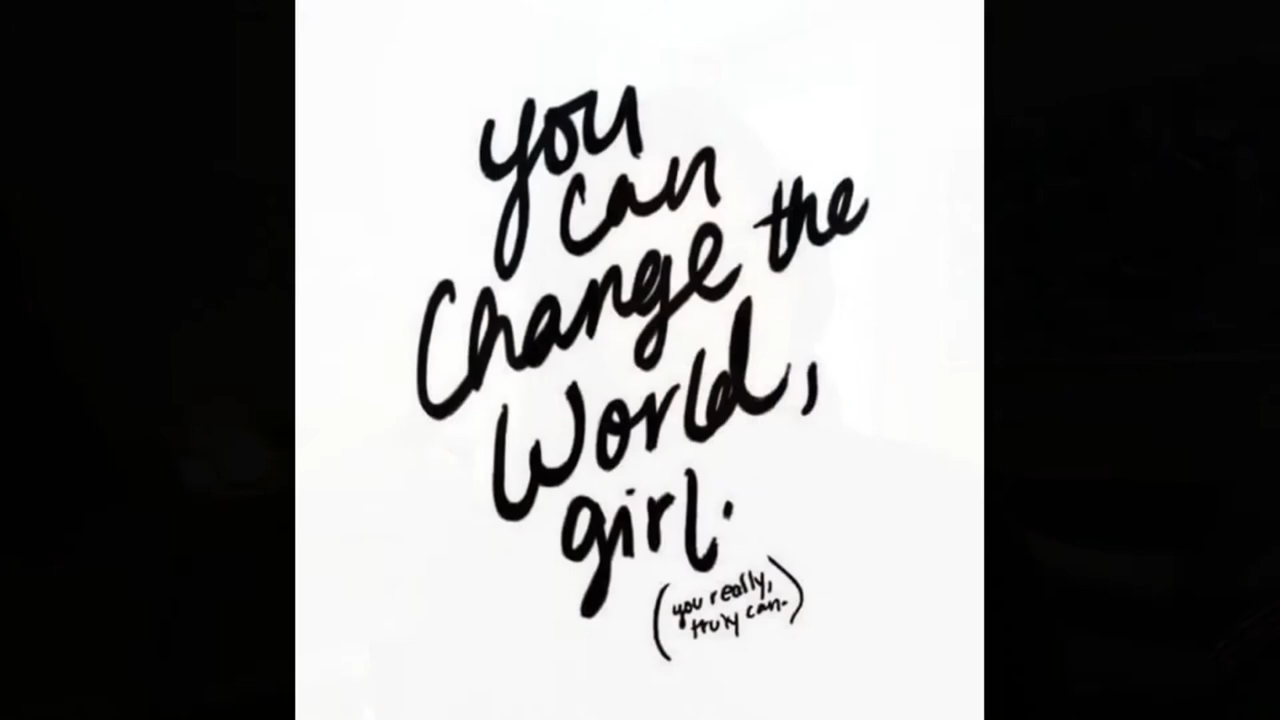 you
can
Change the
World,
girl.
(you really,
truly can.)